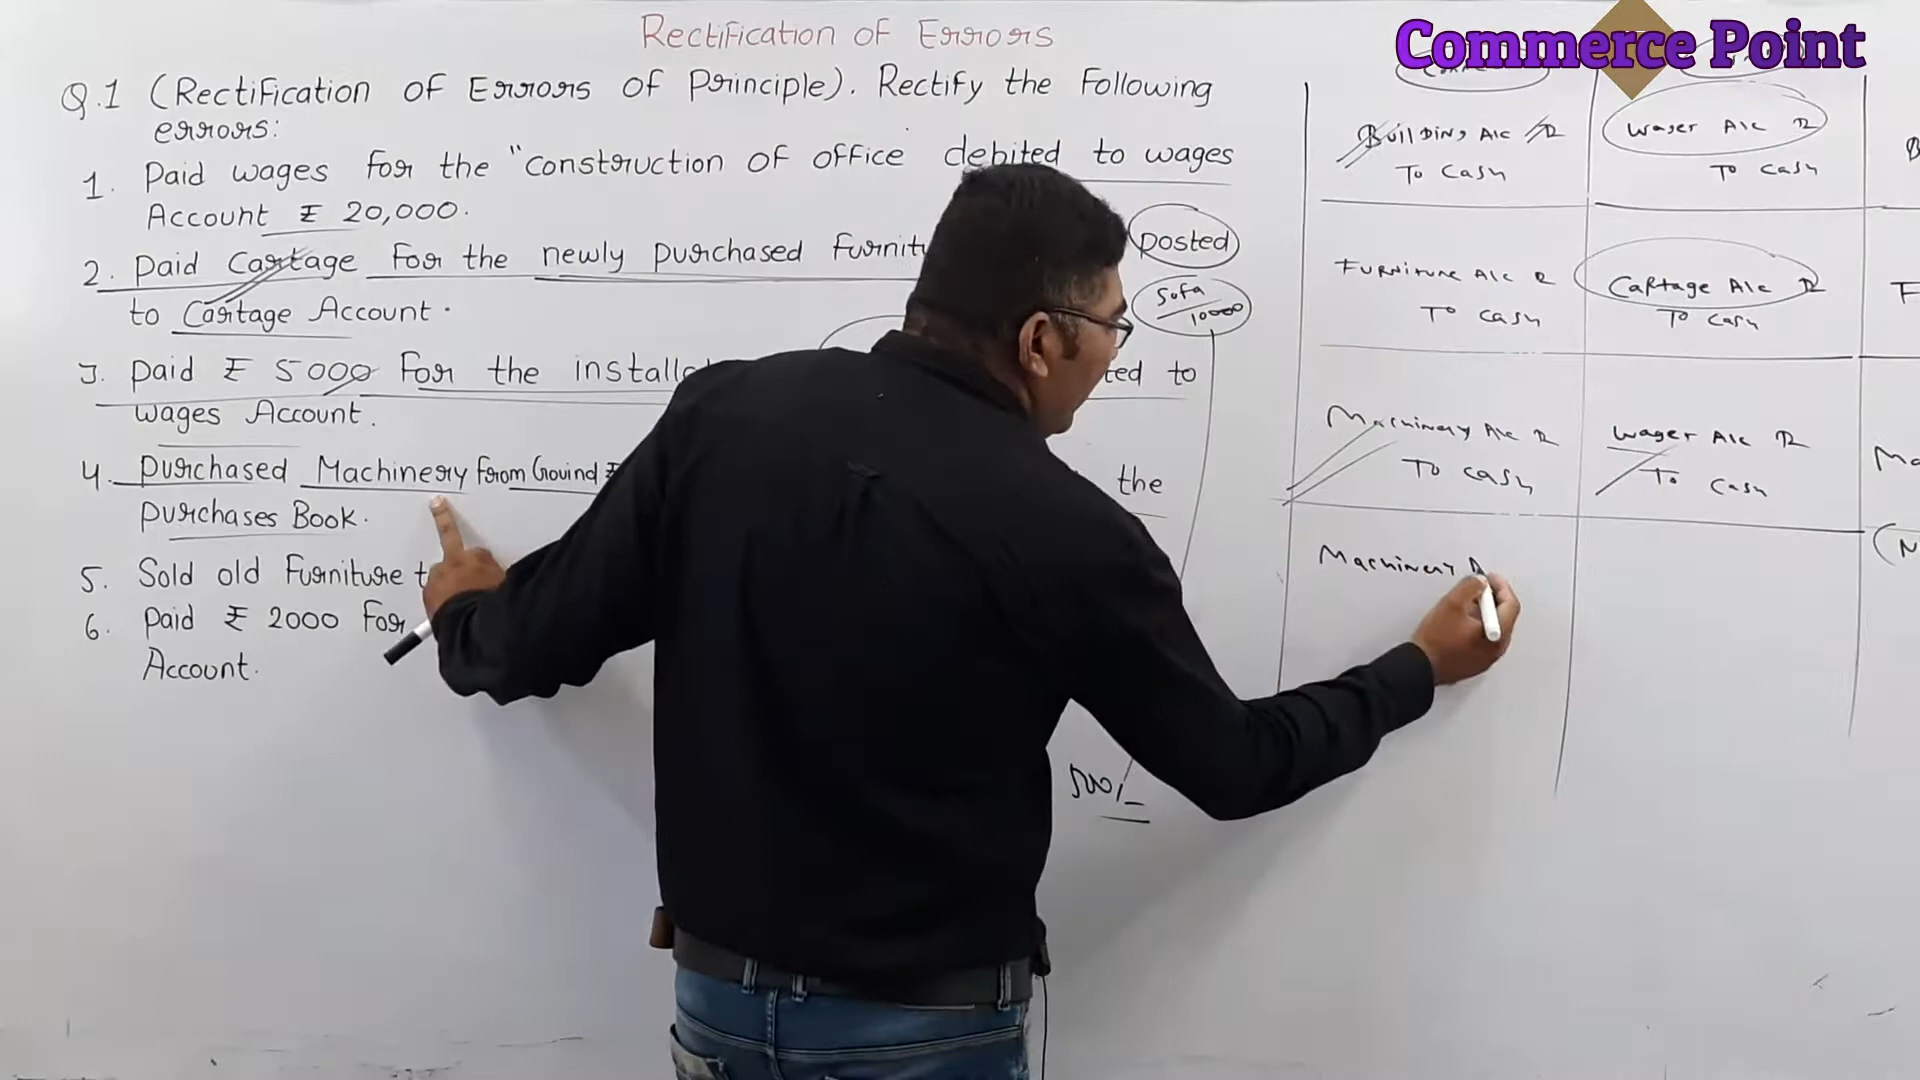 Rectification of Errors
Commerce Point
Q.1 (Rectification of Errors of Principle). Rectify the Following
errors:
1. Paid wages for the "construction of office debited to wages
Account ₹ 20,000.
2. Paid Cartage for the newly purchased Furnitu posted
to Cartage Account.
Sofa
10000
3. Paid ₹ 5000 For the install ted to
wages Account.
4. Purchased Machinery from Govind ₹ the
Purchases Book.
5. Sold old Furniture t
6. Paid ₹ 2000 For
Account.
500/-
Building A/c Dr
To Cash
Wages A/c Dr
To Cash
B
Furniture A/c Dr
To Cash
Cartage A/c Dr
To Cash
F
Machinery A/c Dr
To Cash
Wages A/c Dr
To Cash
Ma
Machinery A
(N